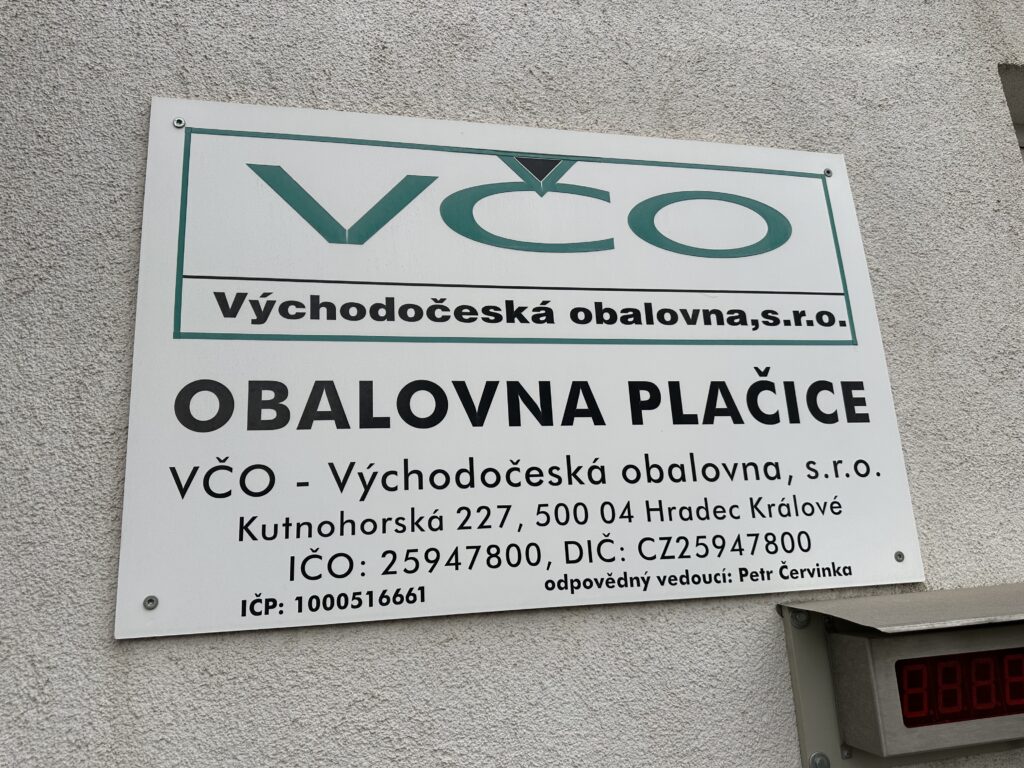 VČO
Východočeská obalovna,s.r.o.
OBALOVNA PLAČICE
VČO - Východočeská obalovna, s.r.o.
Kutnohorská 227, 500 04 Hradec Králové
IČO: 25947800, DIČ: CZ25947800
odpovědný vedoucí: Petr Červinka
IČP: 1000516661